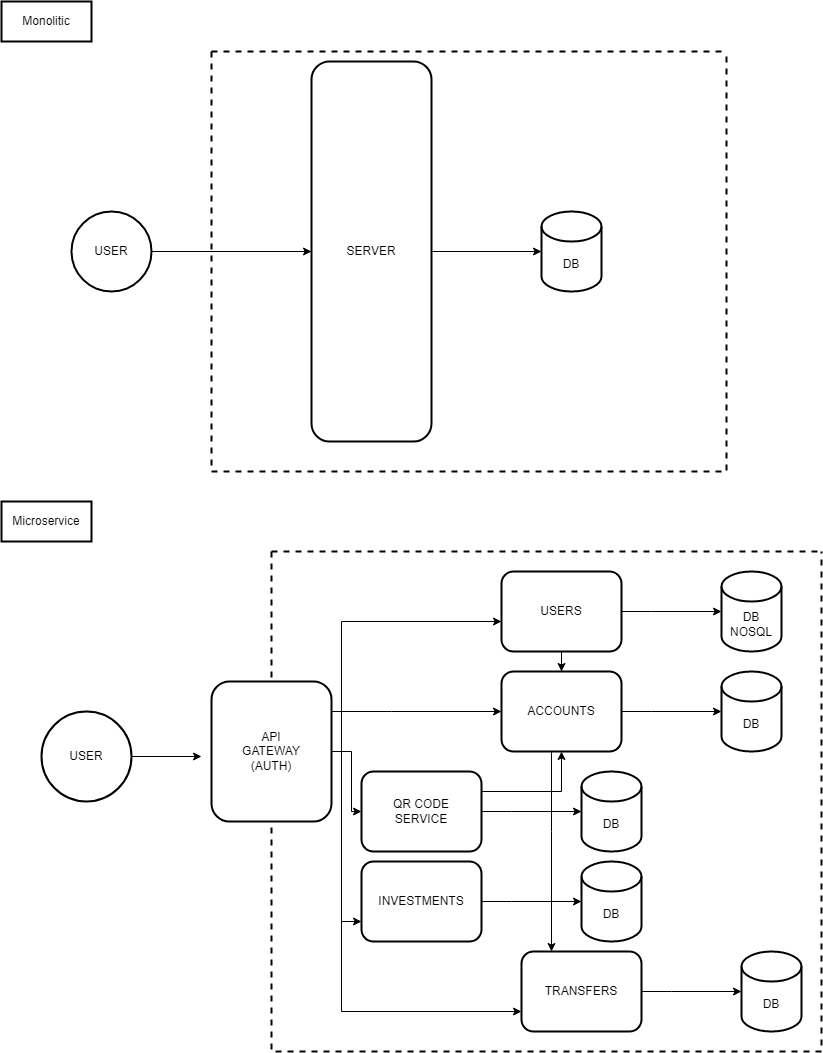 Monolitic
USER
SERVER
DB
Microservice
USERS
DB
NOSQL
ACCOUNTS
DB
USER
API
GATEWAY
(AUTH)
QR CODE
SERVICE
DB
INVESTMENTS
DB
TRANSFERS
DB